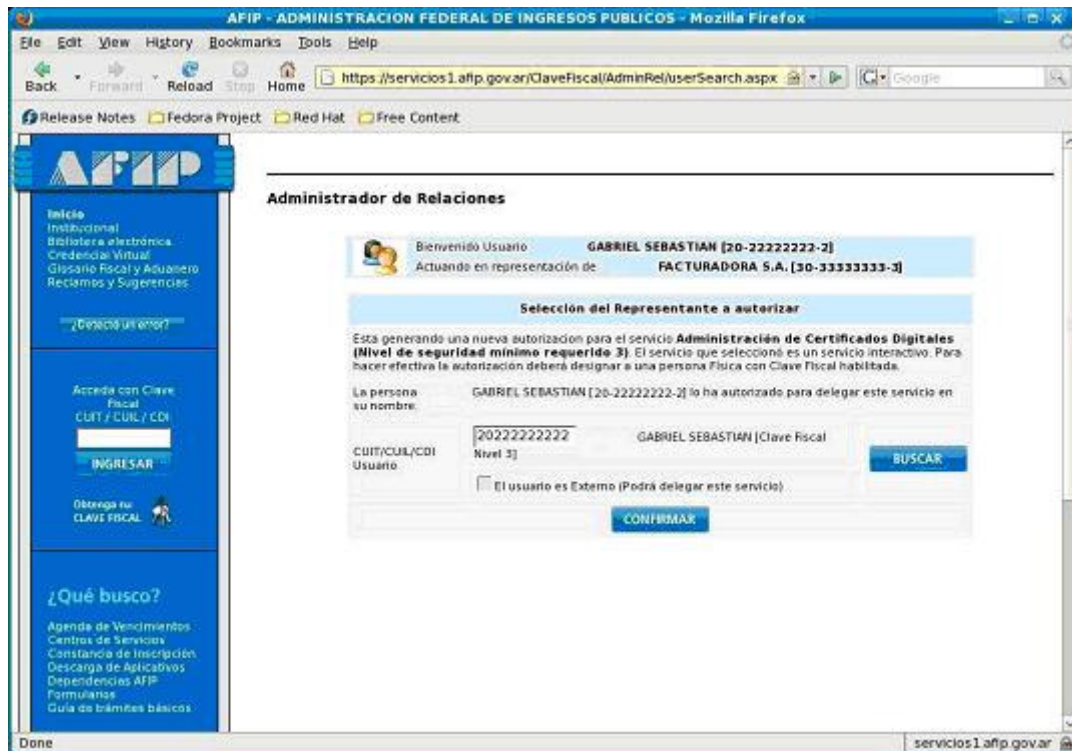 AFIP - ADMINISTRACION FEDERAL DE INGRESOS PUBLICOS - Mozilla Firefox
File Edit View History Bookmarks Tools Help
Back Forward Reload Stop Home https://servicios1.afip.gov.ar/ClaveFiscal/AdminRel/userSearch.aspx Google
Release Notes Fedora Project Red Hat Free Content
AFIP
Inicio
Institucional
Biblioteca electrónica
Credencial Virtual
Glosario Fiscal y Aduanero
Reclamos y Sugerencias
¿Detectó un error?
Acceda con Clave
Fiscal
CUIT / CUIL / CDI
INGRESAR
Obtenga su
CLAVE FISCAL
¿Qué busco?
Agenda de Vencimientos
Centros de Servicios
Constancia de Inscripción
Descarga de Aplicativos
Dependencias AFIP
Formularios
Guía de trámites básicos
Administrador de Relaciones
Bienvenido Usuario GABRIEL SEBASTIAN [20-22222222-2]
Actuando en representación de FACTURADORA S.A. [30-33333333-3]
Selección del Representante a autorizar
Esta generando una nueva autorizacion para el servicio Administración de Certificados Digitales
(Nivel de seguridad mínimo requerido 3). El servicio que seleccionó es un servicio interactivo. Para
hacer efectiva la autorización deberá designar a una persona Física con Clave Fiscal habilitada.
La persona GABRIEL SEBASTIAN [20-22222222-2] lo ha autorizado para delegar este servicio en
su nombre.
CUIT/CUIL/CDI
Usuario
20222222222 GABRIEL SEBASTIAN [Clave Fiscal
Nivel 3]
BUSCAR
El usuario es Externo (Podrá delegar este servicio)
CONFIRMAR
Done servicios1.afip.gov.ar